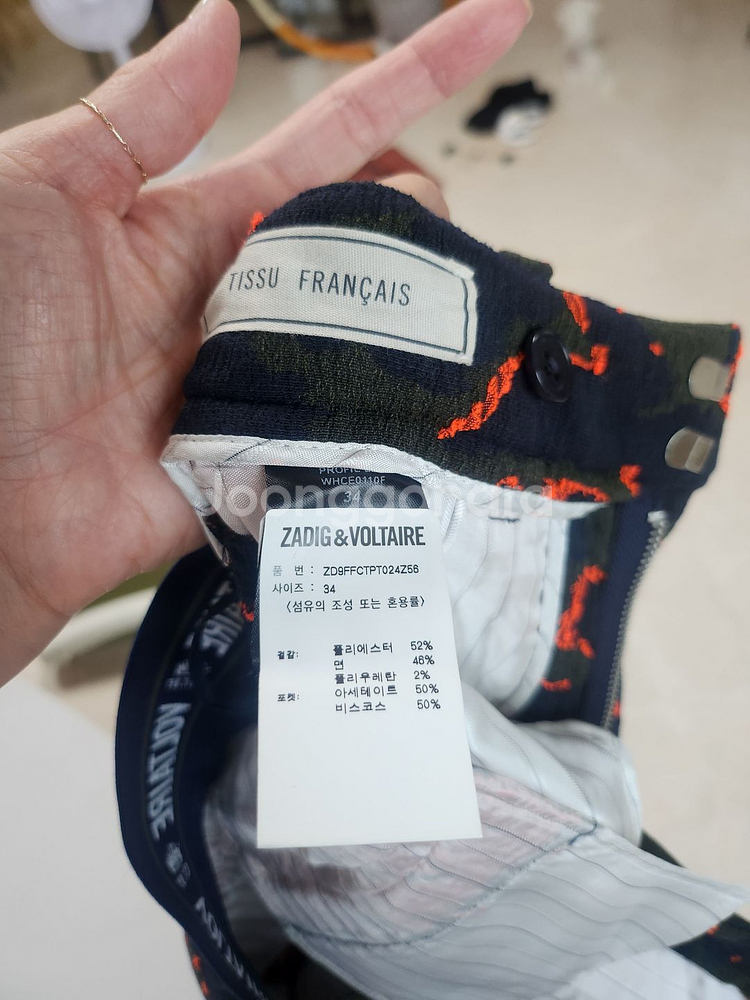 TISSU FRANÇAIS
WHCE0110F
34
Joonggonara
ZADIG&VOLTAIRE
품 번 : ZD9FFCTPT024Z56
사이즈 : 34
<섬유의 조성 또는 혼용률>
겉감: 폴리에스터 52%
면 46%
폴리우레탄 2%
포켓: 아세테이트 50%
비스코스 50%
VOLTAIRE